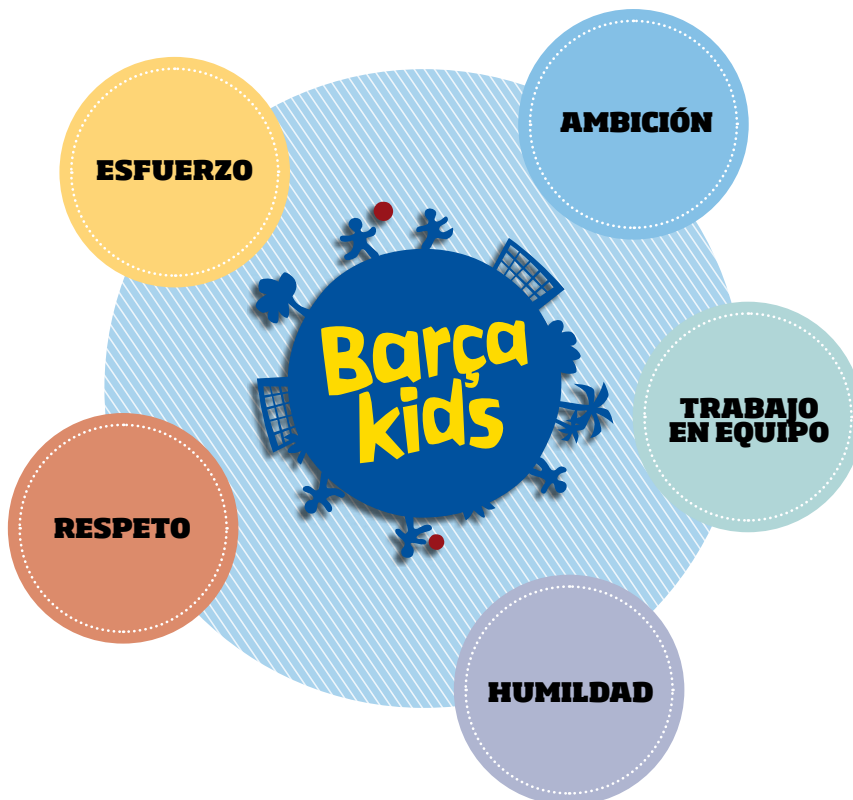 AMBICIÓN
ESFUERZO
Barça
kids
TRABAJO
EN EQUIPO
RESPETO
HUMILDAD